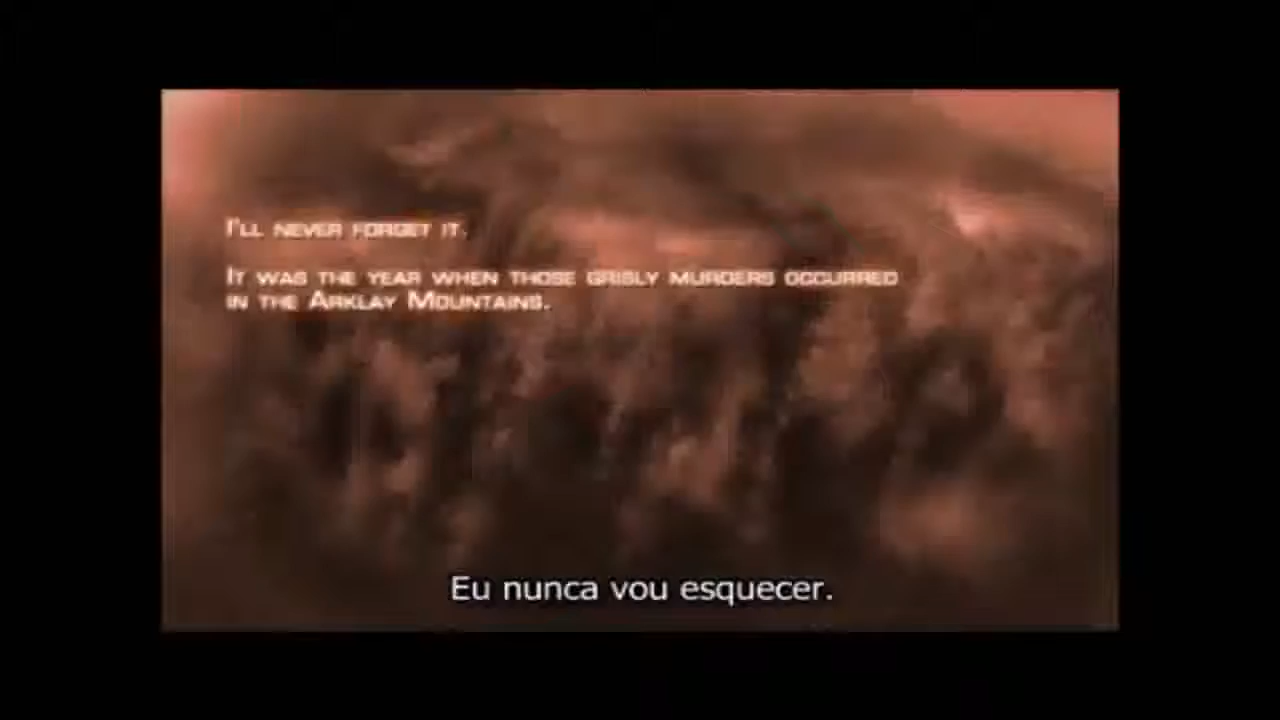 I'll never forget it.
It was the year when those grisly murders occurred
in the Arklay Mountains.
Eu nunca vou esquecer.